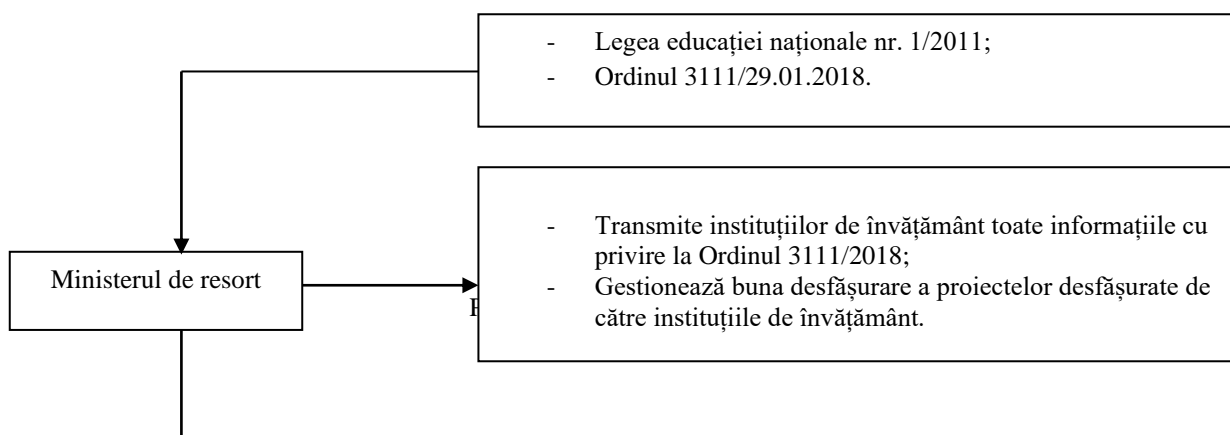 - Legea educației naționale nr. 1/2011;
- Ordinul 3111/29.01.2018.
- Transmite instituțiilor de învățământ toate informațiile cu
privire la Ordinul 3111/2018;
- Gestionează buna desfășurare a proiectelor desfășurate de
către instituțiile de învățământ.
Ministerul de resort